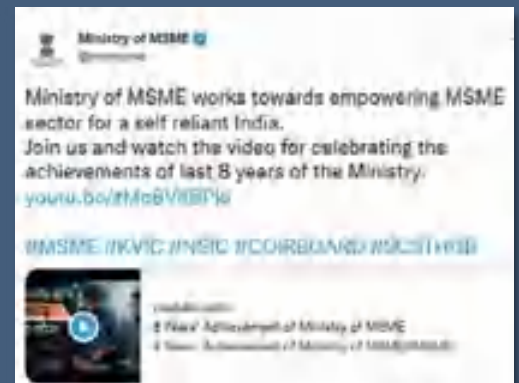 Ministry of MSME
Ministry of MSME works towards empowering MSME
sector for a self reliant India.
Join us and watch the video for celebrating the
achievements of last 8 years of the Ministry.
#MSME #KVIC #NSIC #COIRBOARD
8 Years' Achievement of Ministry of MSME